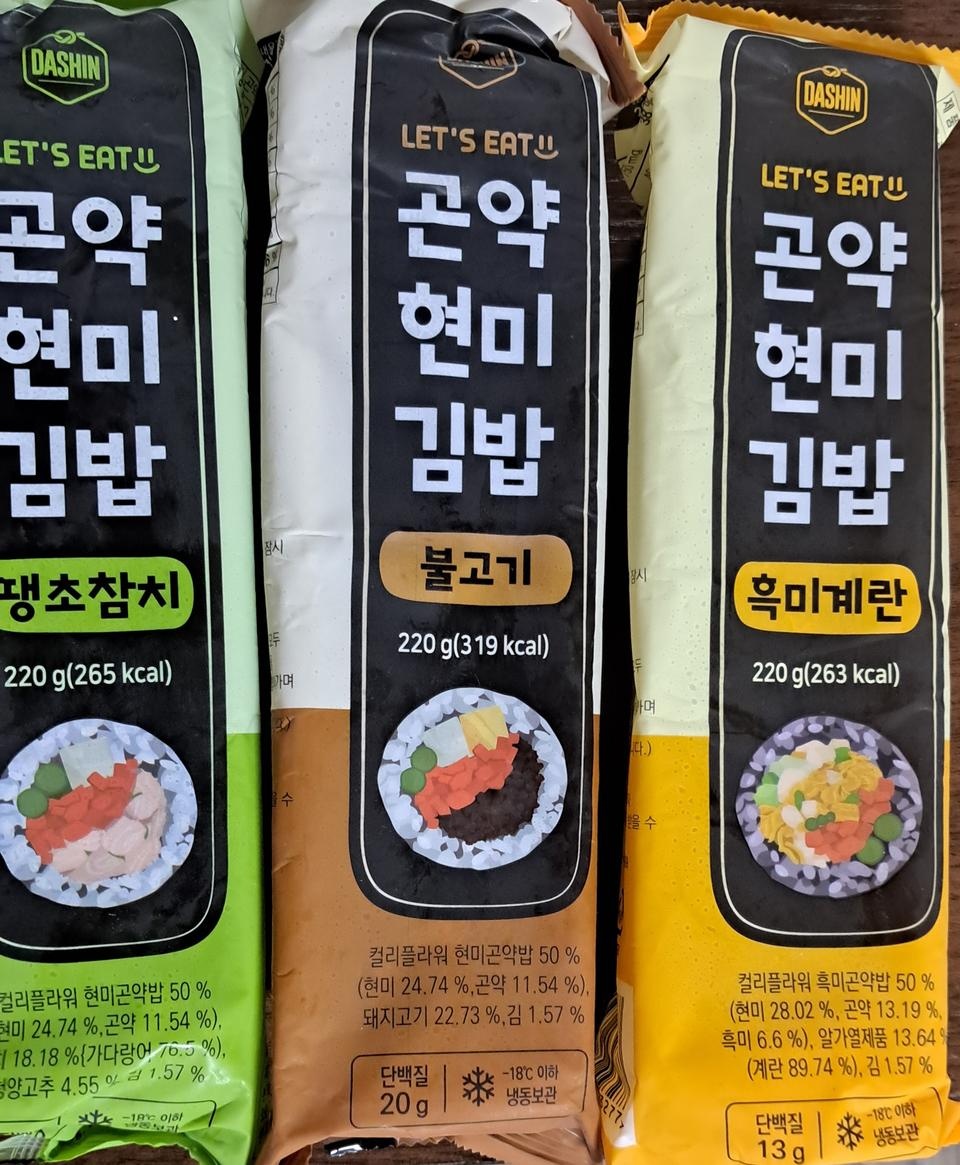 DASHIN
LET'S EAT
곤약
현미
김밥
땡초참치
220 g(265 kcal)
컬리플라워 현미곤약밥 50 %
현미 24.74 %,곤약 11.54 %),
18.18 %{가다랑어 76.5 %),
청양고추 4.55 % 김 1.57 %
-18℃ 이하
냉동보관
LET'S EAT
곤약
현미
김밥
불고기
220 g(319 kcal)
컬리플라워 현미곤약밥 50 %
(현미 24.74 %,곤약 11.54 %),
돼지고기 22.73 %,김 1.57 %
단백질
20 g
-18℃ 이하
냉동보관
DASHIN
LET'S EAT
곤약
현미
김밥
흑미계란
220 g(263 kcal)
컬리플라워 흑미곤약밥 50 %
(현미 28.02 %, 곤약 13.19 %,
흑미 6.6 %), 알가열제품 13.64 %
(계란 89.74 %), 김 1.57 %
단백질
13 g
-18℃ 이하
냉동보관